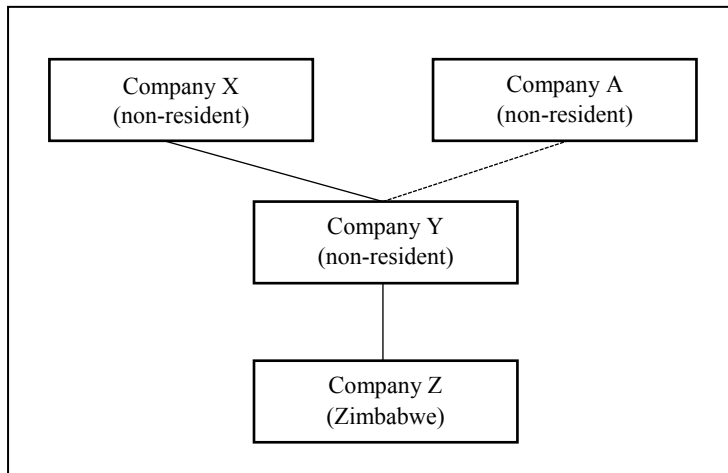 Company X
(non-resident)
Company A
(non-resident)
Company Y
(non-resident)
Company Z
(Zimbabwe)